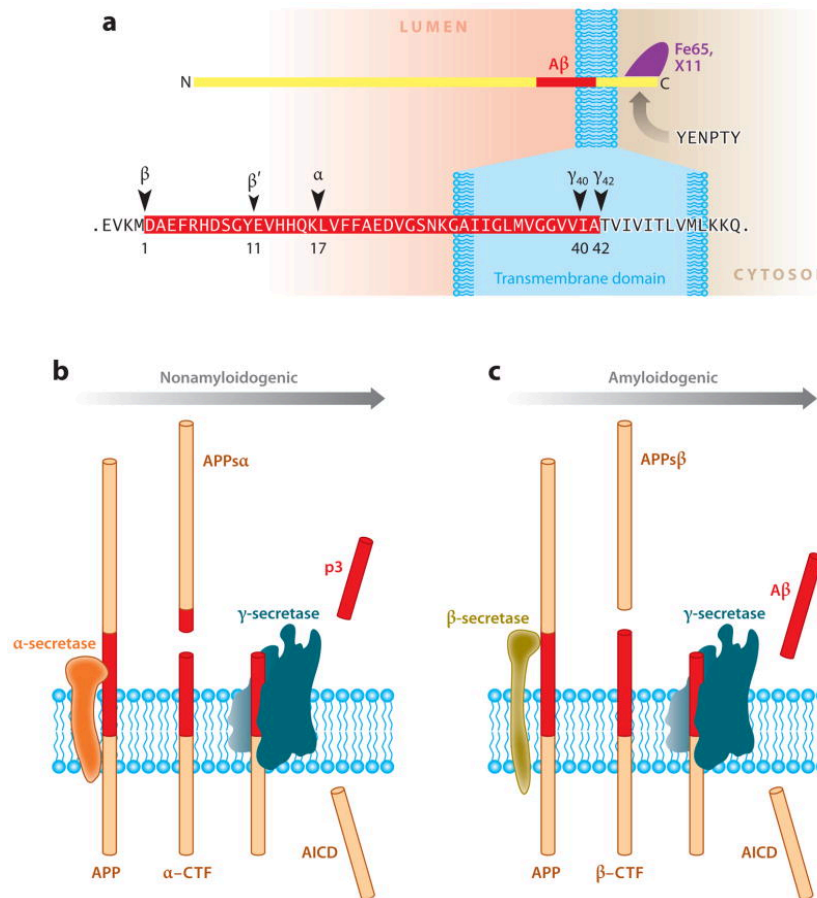 a
LUMEN
Aβ
Fe65,
X11
N
C
YENPTY
β
β′
α
γ40 γ42
.EVKMDAEFRHDSGYEVHHQKLVFFAEDVGSNKGAIIGLMVGGVVIATVIVITLVMLKKQ.
1
11
17
40 42
Transmembrane domain
CYTOSOL
b
Nonamyloidogenic
APPsα
p3
γ-secretase
α-secretase
AICD
APP
α–CTF
c
Amyloidogenic
APPsβ
Aβ
β-secretase
γ-secretase
AICD
APP
β–CTF